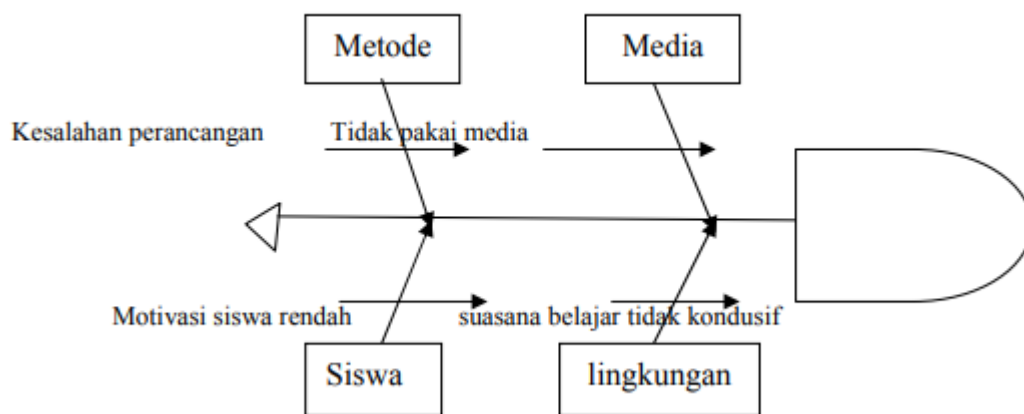 Metode
Media
Kesalahan perancangan
Tidak pakai media
Motivasi siswa rendah
suasana belajar tidak kondusif
Siswa
lingkungan